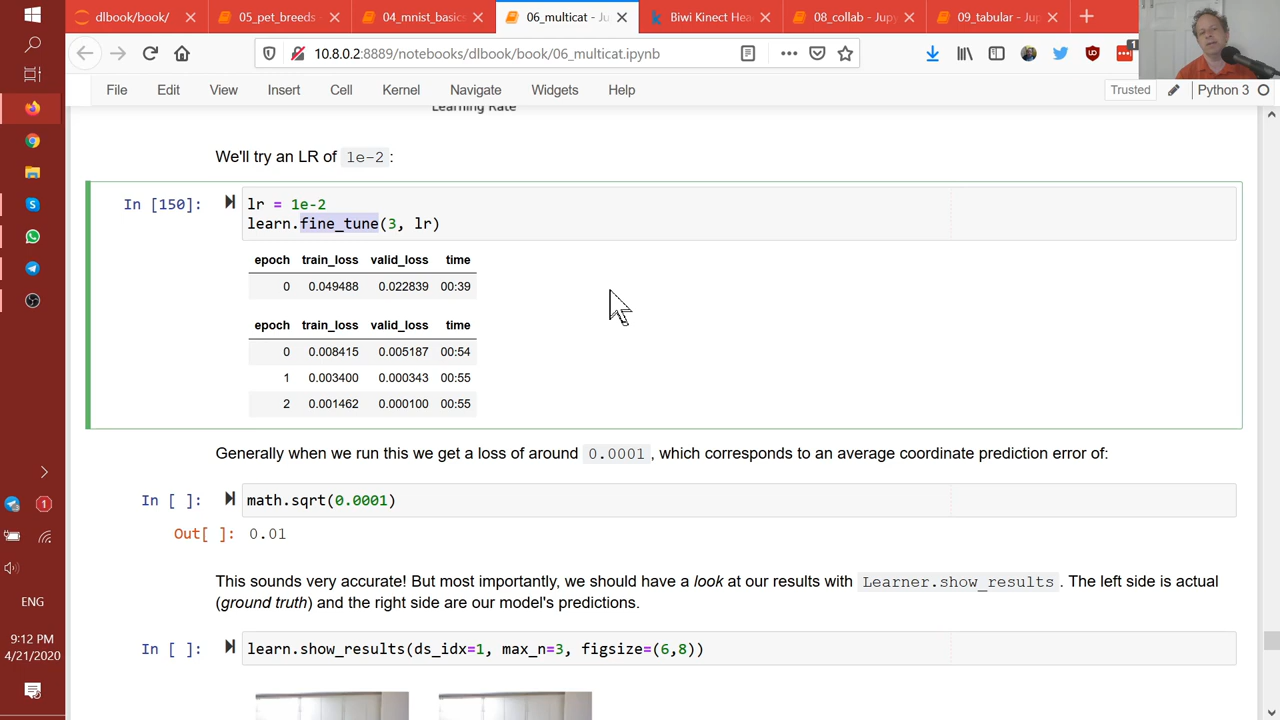 dlbook/book/
05_pet_breeds
04_mnist_basics
06_multicat - Ju
Biwi Kinect Hea
08_collab - Jupy
09_tabular - Jup
10.8.0.2:8889/notebooks/dlbook/book/06_multicat.ipynb
1
File Edit View Insert Cell Kernel Navigate Widgets Help
Trusted Python 3
Learning Rate
We'll try an LR of 1e-2:
In [150]: lr = 1e-2
learn.fine_tune(3, lr)
epoch train_loss valid_loss time
0 0.049488 0.022839 00:39
epoch train_loss valid_loss time
0 0.008415 0.005187 00:54
1 0.003400 0.000343 00:55
2 0.001462 0.000100 00:55
Generally when we run this we get a loss of around 0.0001, which corresponds to an average coordinate prediction error of:
In [ ]: math.sqrt(0.0001)
Out[ ]: 0.01
This sounds very accurate! But most importantly, we should have a look at our results with Learner.show_results. The left side is actual
(ground truth) and the right side are our model's predictions.
In [ ]: learn.show_results(ds_idx=1, max_n=3, figsize=(6,8))
1
ENG
9:12 PM
4/21/2020